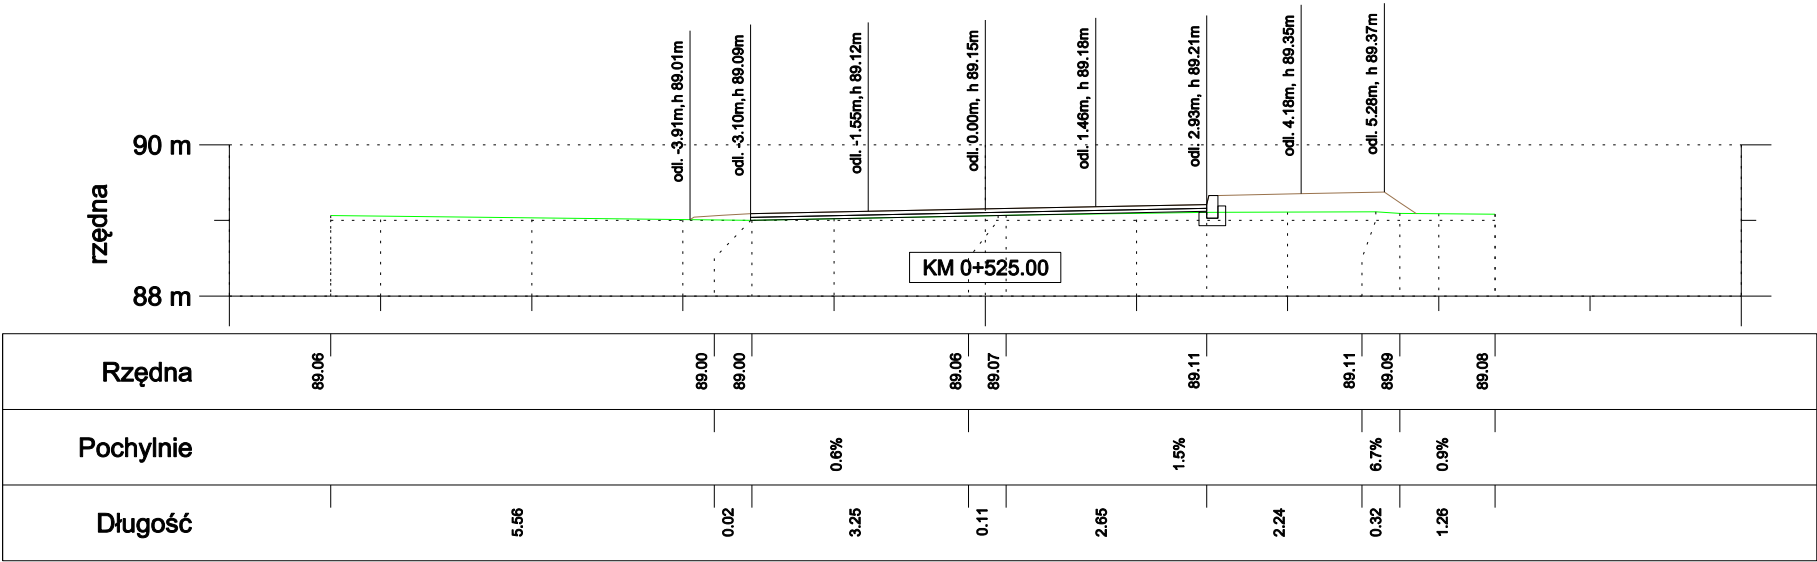 odl. -3.91m,h 89.01m
odl. -3.10m,h 89.09m
odl. -1.55m,h 89.12m
odl. 0.00m, h 89.15m
odl. 1.46m, h 89.18m
odl. 2.93m, h 89.21m
odl. 4.18m, h 89.35m
odl. 5.28m, h 89.37m
90 m
rzędna
88 m
KM 0+525.00
Rzędna 89.06 89.00 89.00 89.06 89.07 89.11 89.11 89.09 89.08
Pochylnie 0.6% 1.5% 6.7% 0.9%
Długość 5.56 0.02 3.25 0.11 2.65 2.24 0.32 1.26